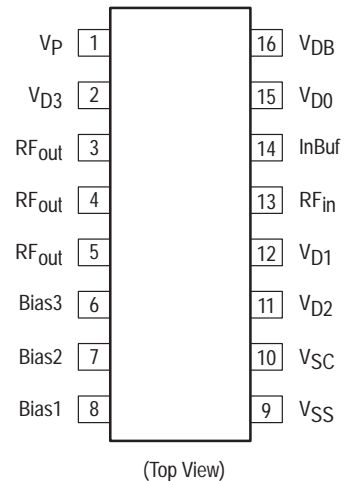 VP 1 16 VDB
VD3 2 15 VD0
RFout 3 14 InBuf
RFout 4 13 RFin
RFout 5 12 VD1
Bias3 6 11 VD2
Bias2 7 10 VSC
Bias1 8 9 VSS
(Top View)